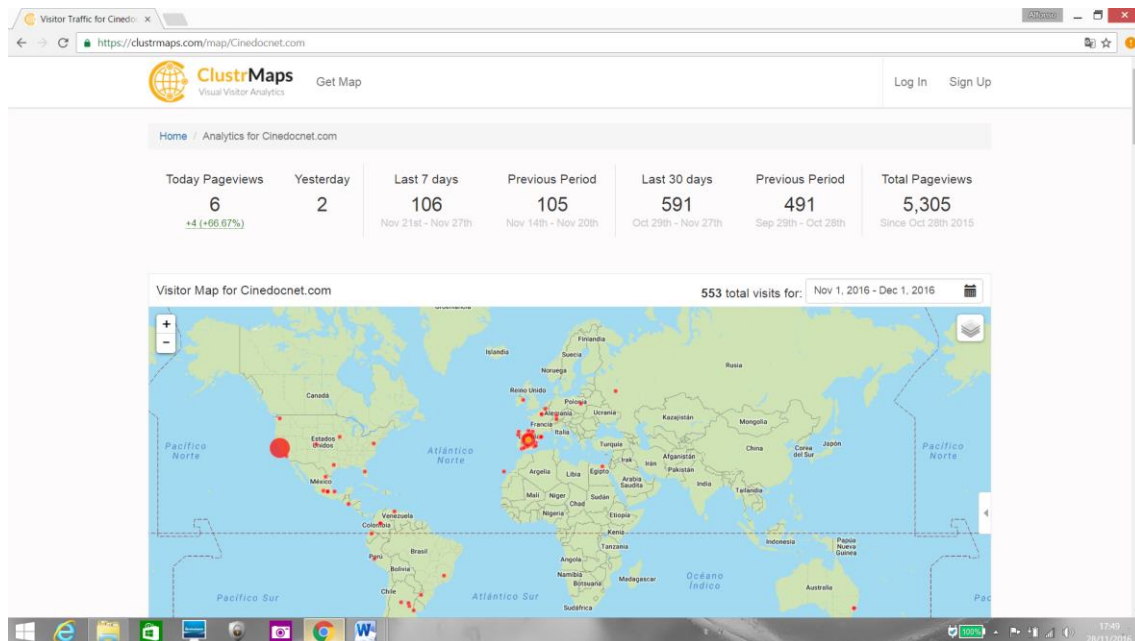 Visitor Traffic for Cinedo
Alfonso
https://clustrmaps.com/map/Cinedocnet.com
ClustrMaps
Visual Visitor Analytics
Get Map
Log In
Sign Up
Home / Analytics for Cinedocnet.com
Today Pageviews
Yesterday
Last 7 days
Previous Period
Last 30 days
Previous Period
Total Pageviews
6
2
106
105
591
491
5,305
+4 (+66.67%)
Nov 21st - Nov 27th
Nov 14th - Nov 20th
Oct 29th - Nov 27th
Sep 29th - Oct 28th
Since Oct 28th 2015
Visitor Map for Cinedocnet.com
553 total visits for:
Nov 1, 2016 - Dec 1, 2016
+
-
Finlandia
Islandia
Suecia
Rusia
Noruega
Reino Unido
Canadá
Polonia
Alemania
Ucrania
Kazajistán
Mongolia
Francia
Italia
Estados Unidos
Pacífico Norte
Atlántico Norte
Turquía
China
Corea del Sur
Japón
Pacífico Norte
Irak
Irán
Afganistán
Pakistán
Argelia
Libia
Egipto
Arabia Saudita
India
México
Mali
Níger
Chad
Sudán
Tailandia
Nigeria
Etiopía
Venezuela
Colombia
Kenia
Indonesia
Papúa Nueva Guinea
Tanzania
Perú
Brasil
Angola
Bolivia
Namibia
Botsuana
Madagascar
Océano Índico
Australia
Chile
Pacífico Sur
Atlántico Sur
Sudáfrica
Pac
100%
17:49